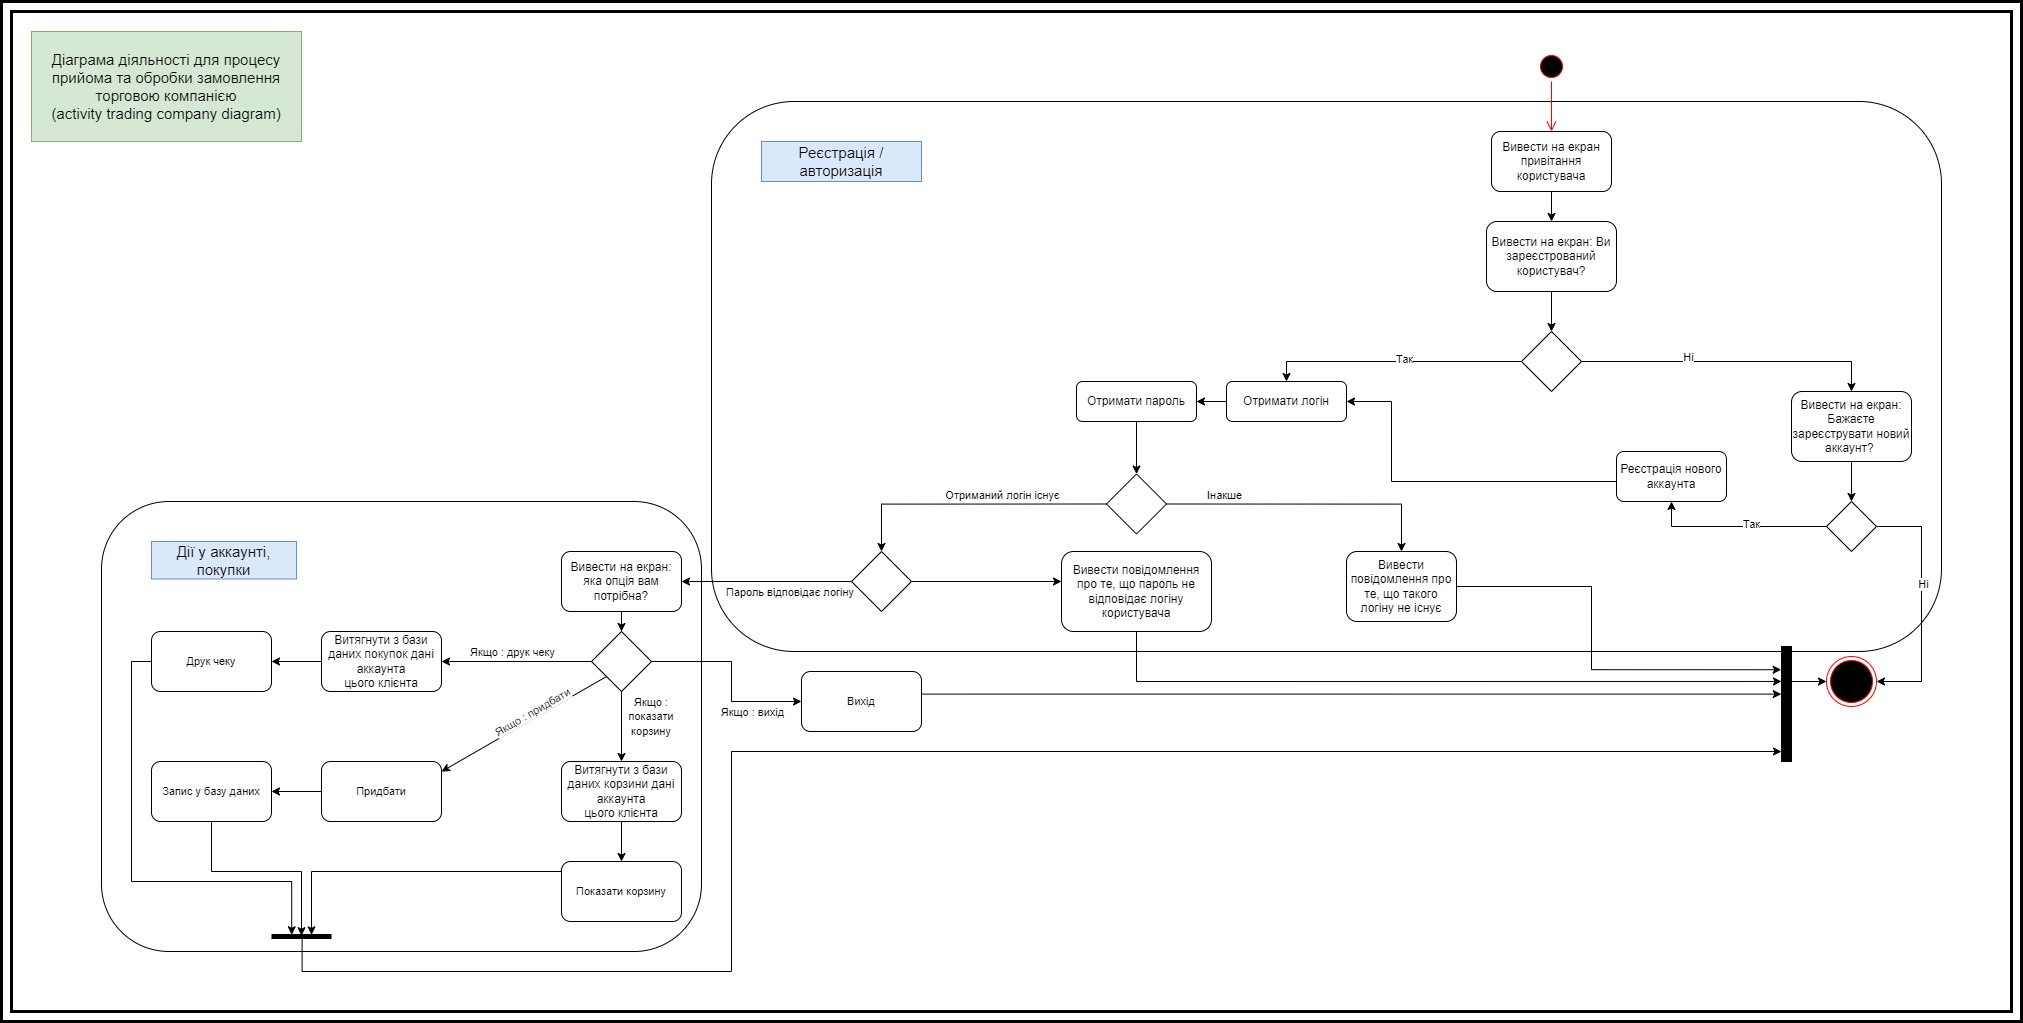 Діаграма діяльності для процесу
прийома та обробки замовлення
торговою компанією
(activity trading company diagram)
Реєстрація /
авторизація
Вивести на екран
привітання
користувача
Вивести на екран: Ви
зареєстрований
користувач?
Так
Ні
Отримати пароль
Отримати логін
Вивести на екран:
Бажаєте
зареєструвати новий
аккаунт?
Реєстрація нового
аккаунта
Отриманий логін існує
Інакше
Так
Ні
Дії у аккаунті,
покупки
Вивести на екран:
яка опція вам
потрібна?
Пароль відповідає логіну
Вивести повідомлення
про те, що пароль не
відповідає логіну
користувача
Вивести
повідомлення про
те, що такого
логіну не існує
Друк чеку
Витягнути з бази
даних покупок дані
аккаунта
цього клієнта
Якщо : друк чеку
Якщо : придбати
Якщо :
показати
корзину
Якщо : вихід
Вихід
Запис у базу даних
Придбати
Витягнути з бази
даних корзини дані
аккаунта
цього клієнта
Показати корзину